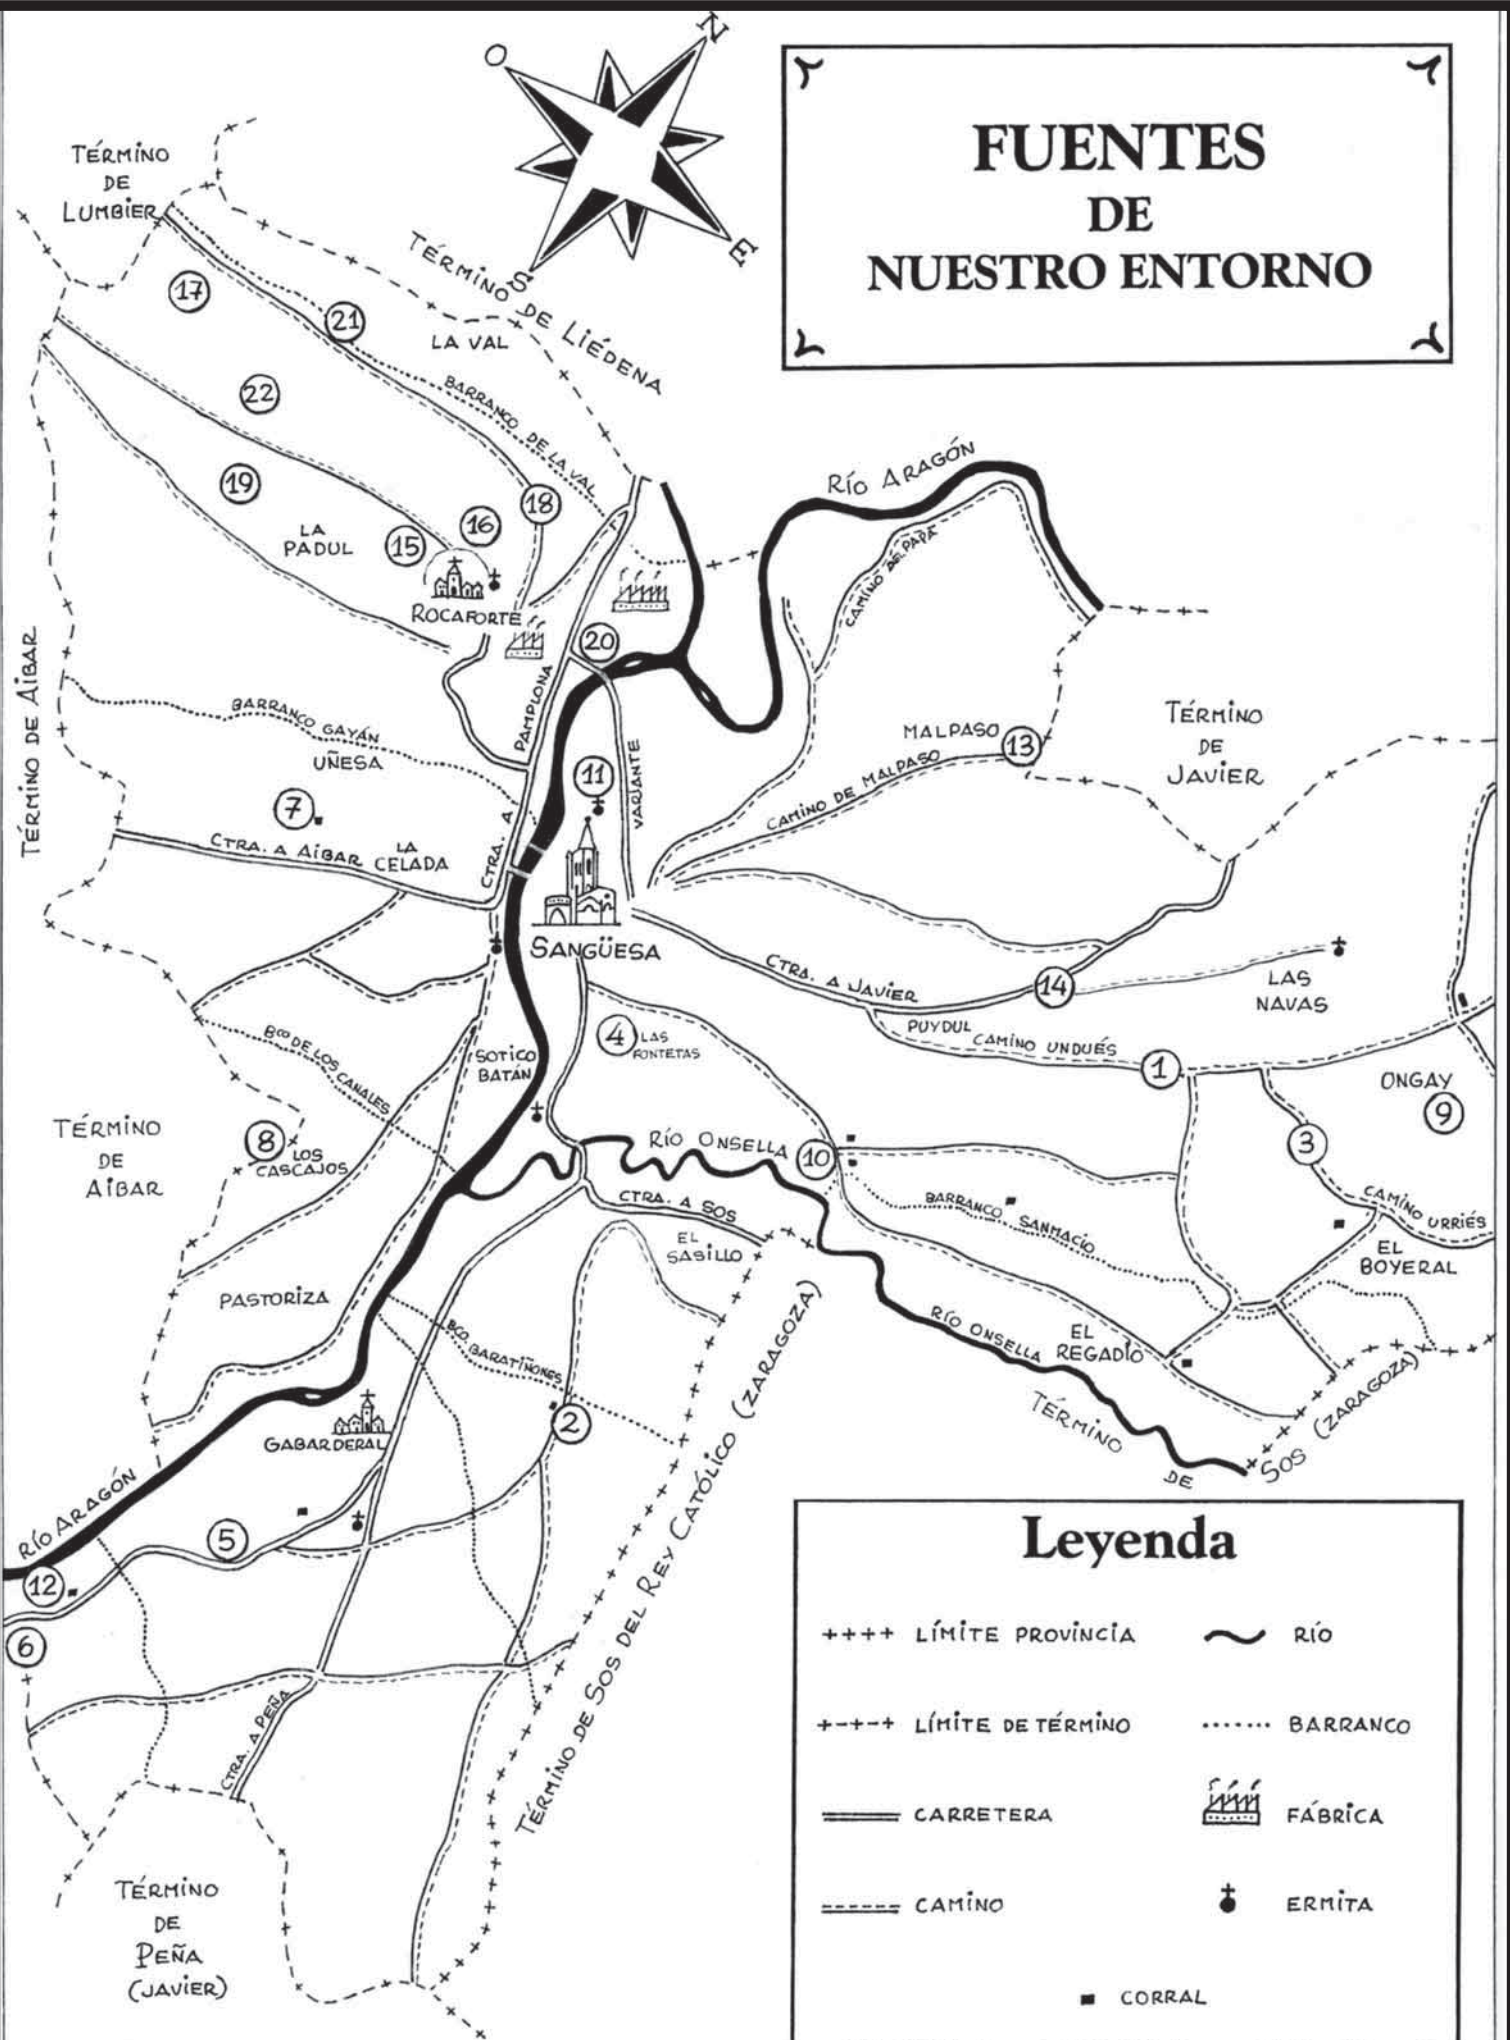 N
O
S
E
FUENTES
DE
NUESTRO ENTORNO
TÉRMINO
DE
LUMBIER
TÉRMINO DE LIÉDENA
17
21
LA VAL
22
BARRANCO DE LA VAL
19
18
LA
PADUL
15
16
ROCAFORTE
RÍO ARAGÓN
CAMINO DEL PAPA
20
TÉRMINO DE AIBAR
BARRANCO GAYÁN
UÑESA
CTRA. A PAMPLONA
VARIANTE
11
MALPASO
13
CAMINO DE MALPASO
TÉRMINO
DE
JAVIER
7
CTRA. A AIBAR
LA
CELADA
SANGÜESA
CTRA. A JAVIER
14
LAS
NAVAS
PUYDUL
CAMINO UNDUÉS
1
4
LAS
FONTETAS
BCO DE LOS CANALES
SOTICO
BATÁN
ONGAY
9
TÉRMINO
DE
AIBAR
8
LOS
CASCAJOS
RÍO ONSELLA
10
3
CTRA. A SOS
EL
SASILLO
BARRANCO SANMACIO
CAMINO URRIÉS
EL
BOYERAL
PASTORIZA
BCO. BARATIÑONES
RÍO ONSELLA
EL
REGADÍO
2
GABARDERAL
TÉRMINO DE SOS (ZARAGOZA)
RÍO ARAGÓN
5
12
6
TÉRMINO DE SOS DEL REY CATÓLICO (ZARAGOZA)
CTRA. A PEÑA
TÉRMINO
DE
PEÑA
(JAVIER)
Leyenda
++++ LÍMITE PROVINCIA
RÍO
+-+-+ LÍMITE DE TÉRMINO
BARRANCO
CARRETERA
FÁBRICA
CAMINO
ERMITA
CORRAL